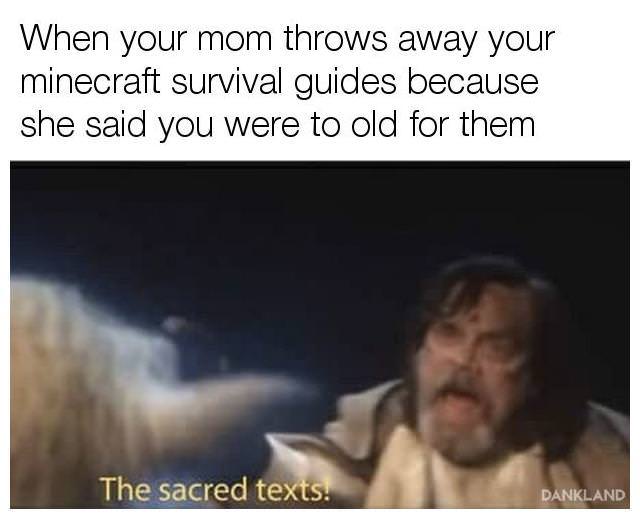 When your mom throws away your
minecraft survival guides because
she said you were to old for them
The sacred texts!
DANKLAND